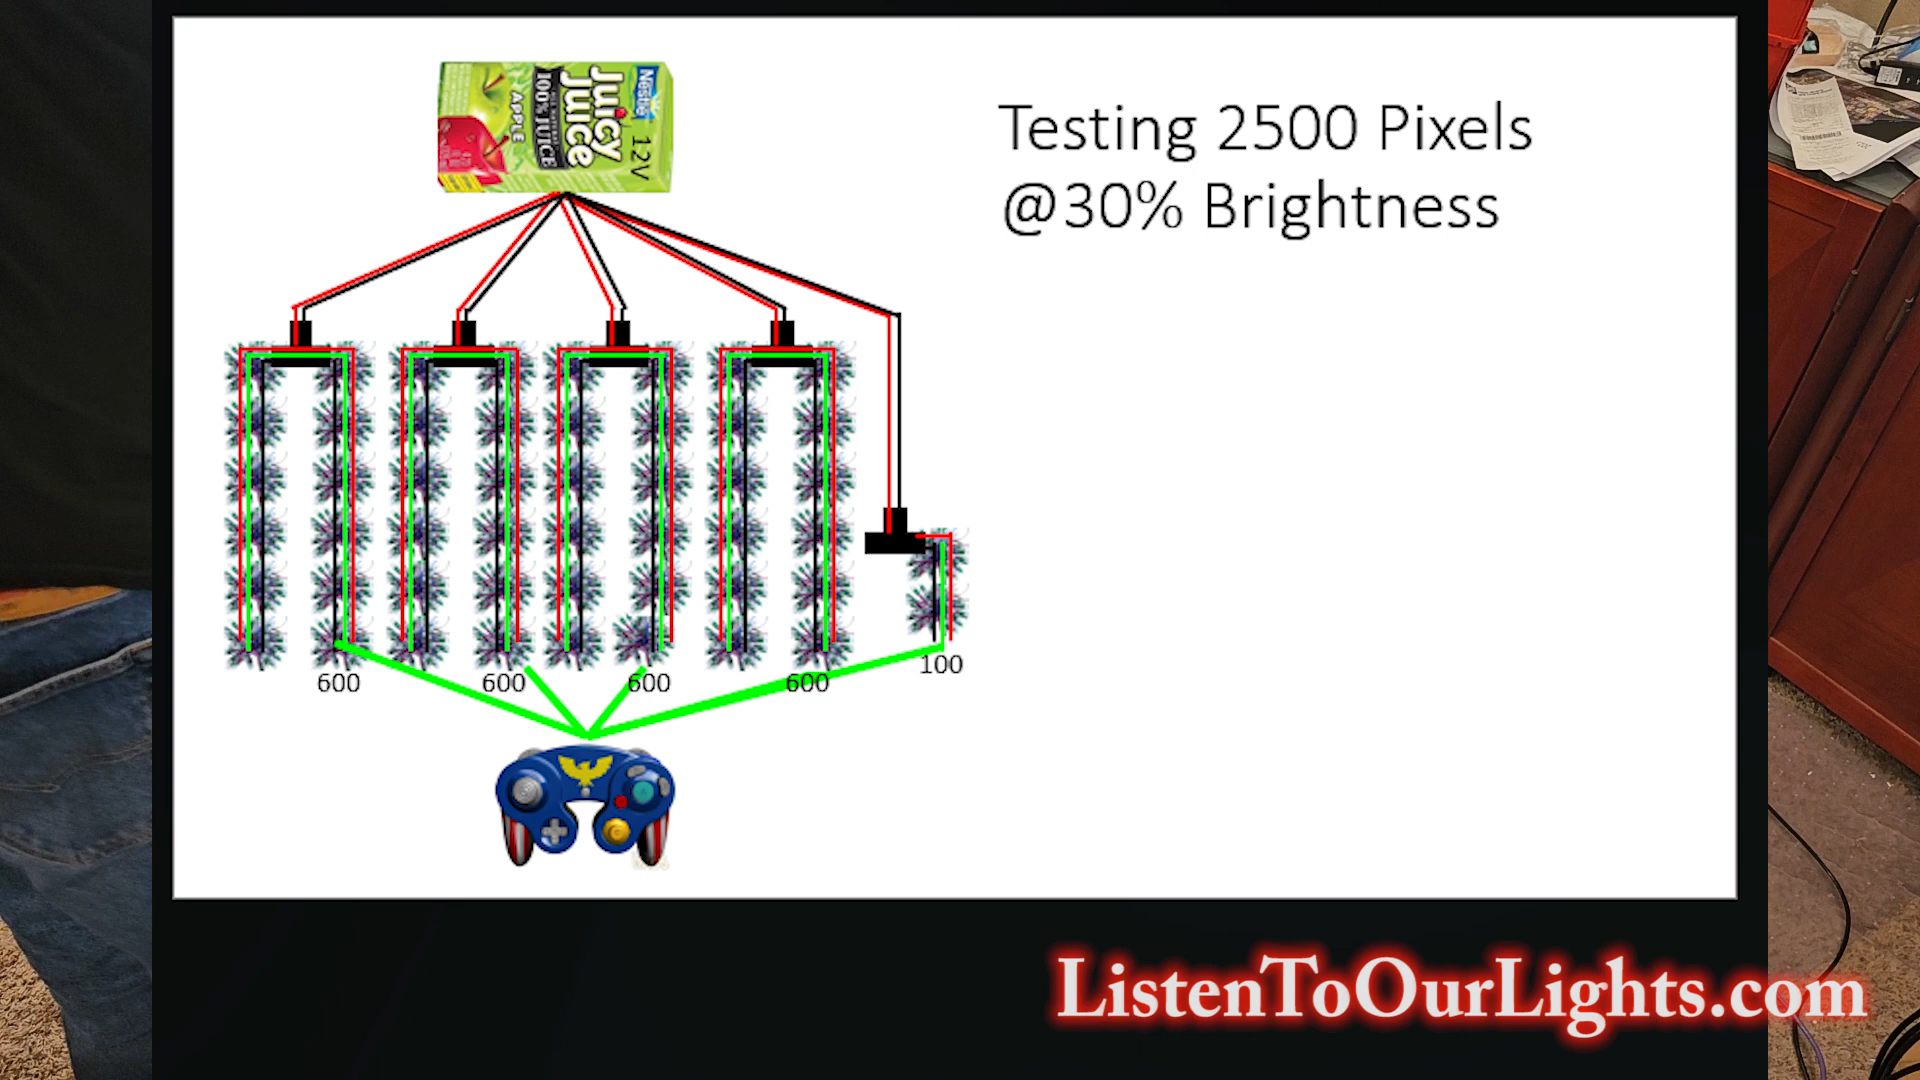 Nestle
Juicy
Juice
100% JUICE
APPLE
12V
Testing 2500 Pixels
@30% Brightness
600
600
600
600
100
ListenToOurLights.com